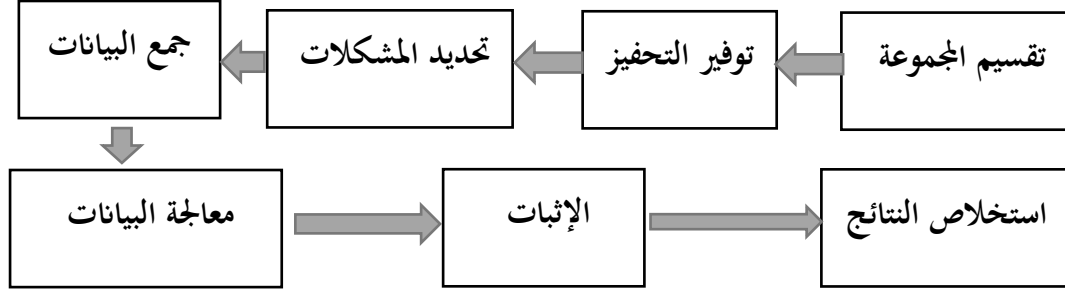 تقسيم المجموعة
توفير التحفيز
تحديد المشكلات
جمع البيانات
معالجة البيانات
الإثبات
استخلاص النتائج